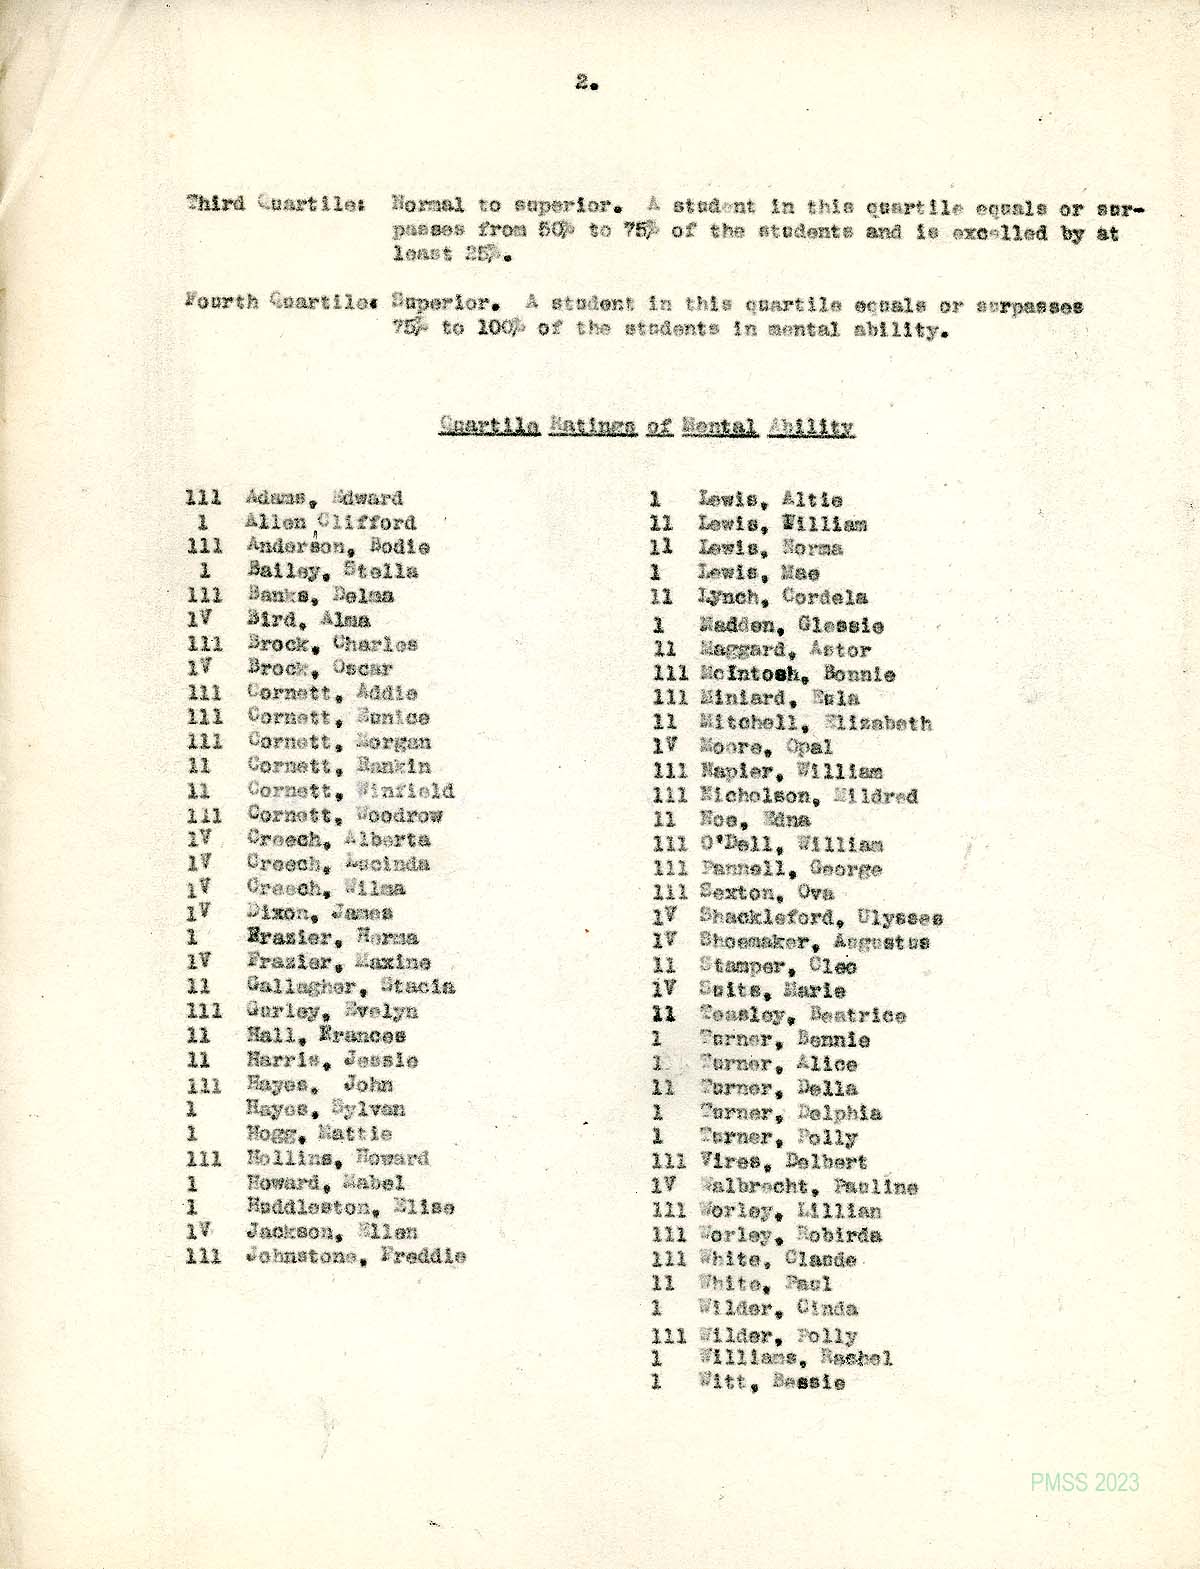 2.
Third Quartile: Normal to superior. A student in this quartile equals or sur-
passes from 50% to 75% of the students and is excelled by at
least 25%.
Fourth Quartile: Superior. A student in this quartile equals or surpasses
75% to 100% of the students in mental ability.
Quartile Ratings of Mental Ability
111 Adams, Edward
1 Allen, Clifford
111 Anderson, Bodie
1 Bailey, Stella
111 Banks, Delma
1V Bird, Alma
111 Brock, Charles
1V Brock, Oscar
111 Cornett, Addie
111 Cornett, Eunice
111 Cornett, Morgan
11 Cornett, Rankin
11 Cornett, Winfield
111 Cornett, Woodrow
1V Creech, Alberta
1V Creech, Lucinda
1V Creech, Wilma
1V Dixon, James
1 Frazier, Herma
1V Frazier, Maxine
11 Gallagher, Stacia
111 Gurley, Evelyn
11 Hall, Frances
11 Harris, Jessie
111 Hayes, John
1 Hayes, Sylvan
1 Hogg, Mattie
111 Hollins, Howard
1 Howard, Mabel
1 Huddleston, Elise
1V Jackson, Ellen
111 Johnstone, Freddie
1 Lewis, Altie
11 Lewis, William
11 Lewis, Norma
1 Lewis, Mae
11 Lynch, Cordela
1 Madden, Glessie
11 Maggard, Astor
111 McIntosh, Bonnie
111 Miniard, Eula
11 Mitchell, Elizabeth
1V Moore, Opal
111 Napier, William
111 Nicholson, Mildred
11 Noe, Edna
111 O'Dell, William
111 Pannell, George
111 Sexton, Ova
1V Shackleford, Ulysses
1V Shoemaker, Augustus
11 Stamper, Cleo
1V Suits, Marie
11 Teasley, Beatrice
1 Turner, Bennie
1 Turner, Alice
11 Turner, Della
1 Turner, Delphia
1 Turner, Polly
111 Vires, Delbert
1V Walbrecht, Pauline
111 Worley, Lillian
111 Worley, Robirda
111 White, Claude
11 White, Paul
1 Wilder, Cinda
111 Wilder, Polly
1 Williams, Rachel
1 Witt, Bessie
PMSS 2023